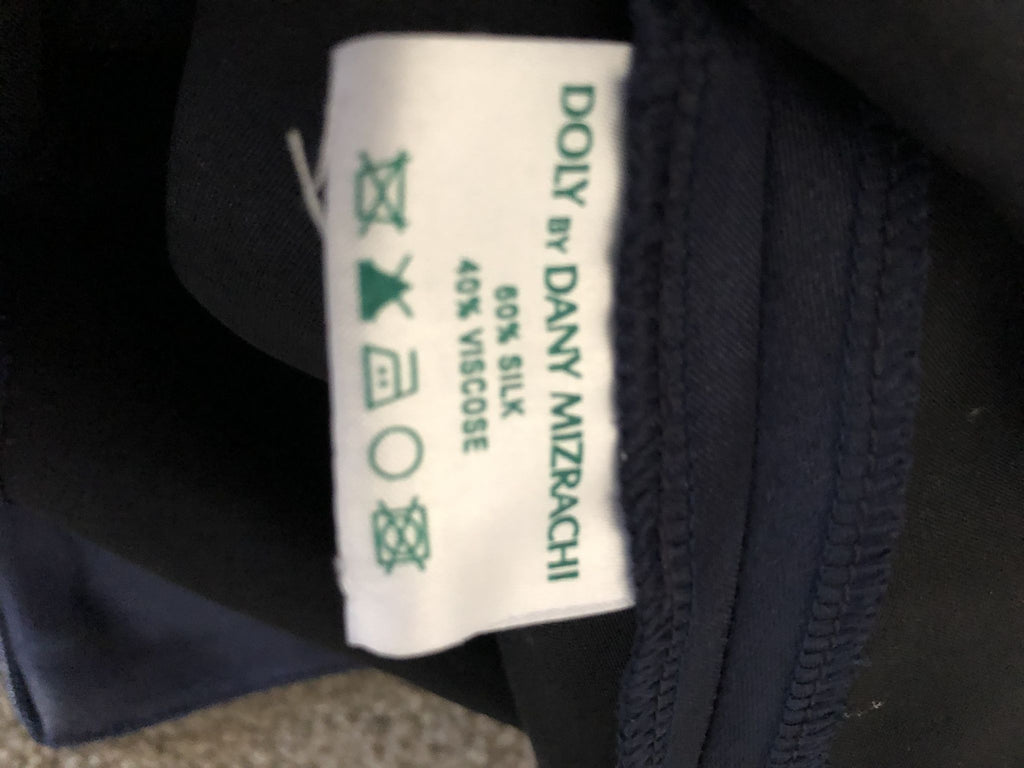 DOLY BY DANY MIZRACHI
60% SILK
40% VISCOSE